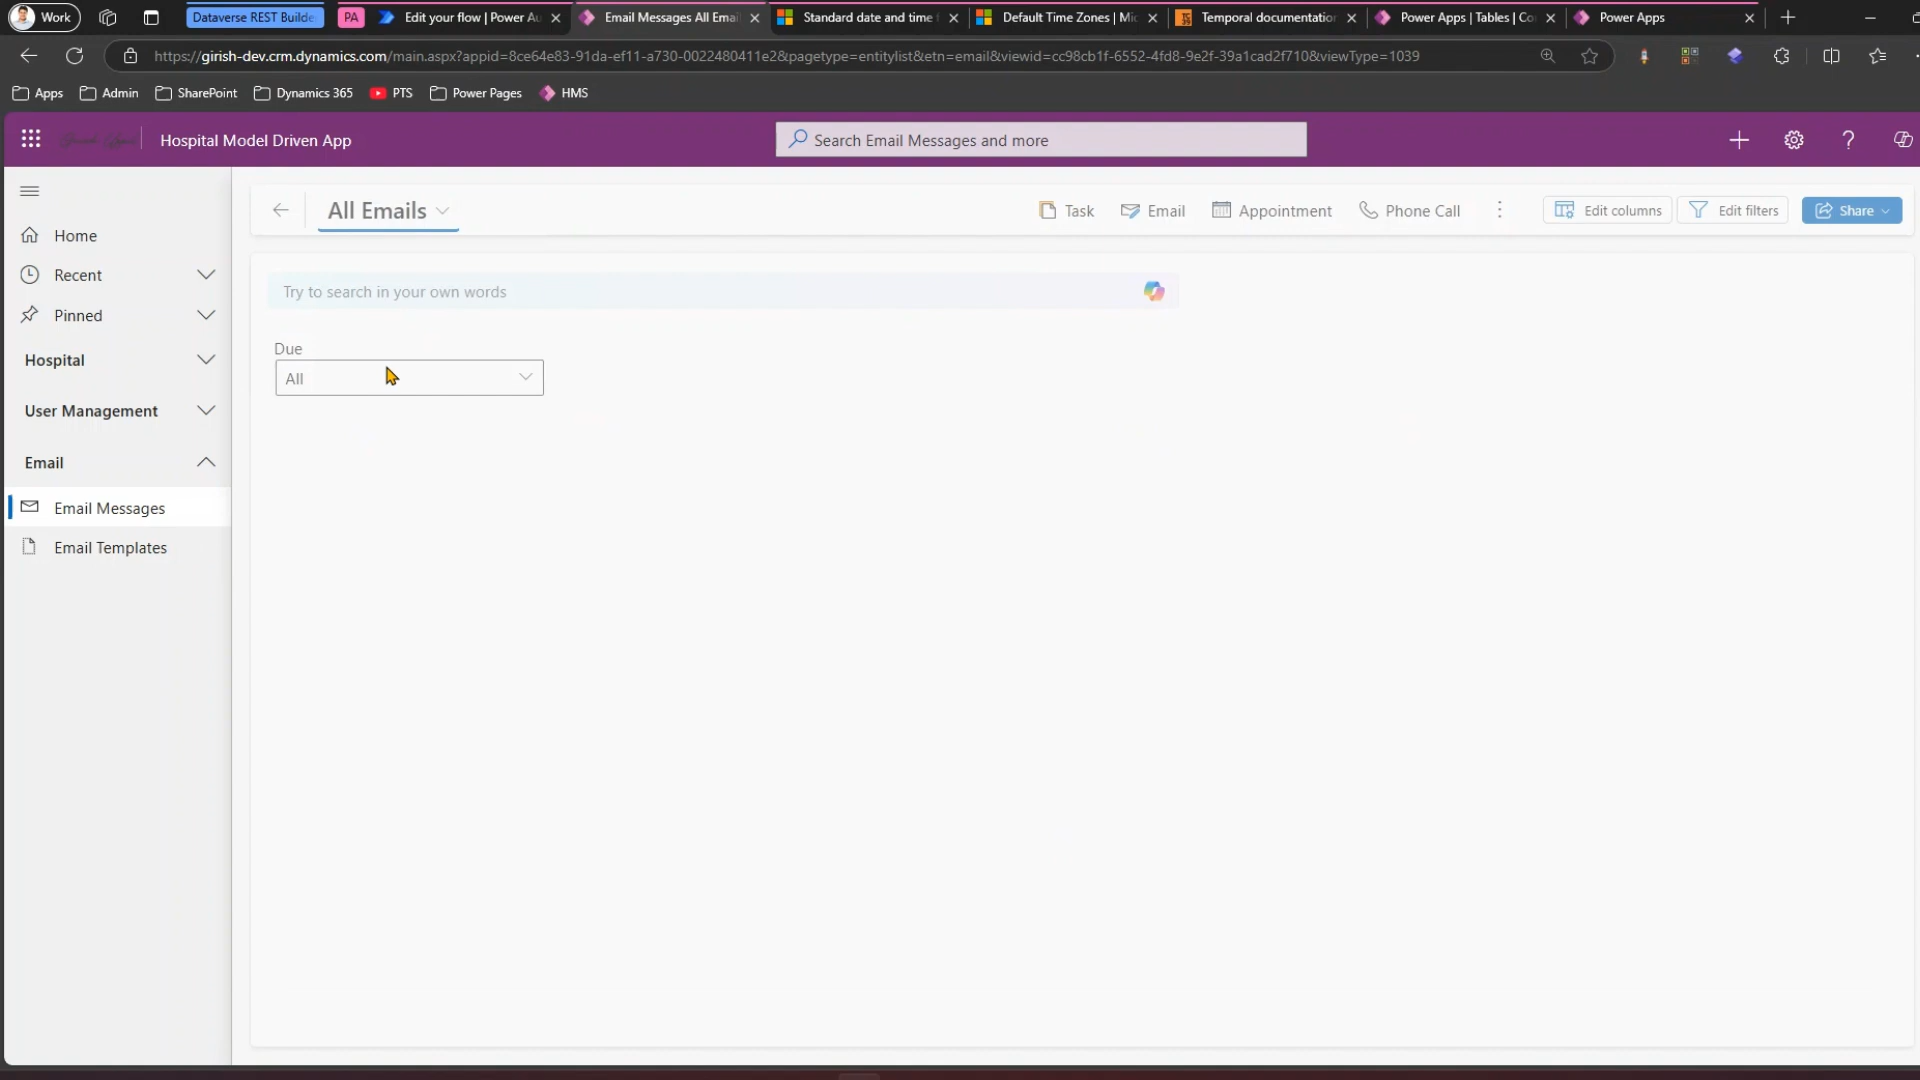 Work
Dataverse REST Builde
PA
Edit your flow | Power Au
Email Messages All Emai
Standard date and time f
Default Time Zones | Mic
Temporal documentation
Power Apps | Tables | Co
Power Apps
https://girish-dev.crm.dynamics.com/main.aspx?appid=8ce64e83-91da-ef11-a730-0022480411e2&pagetype=entitylist&etn=email&viewid=cc98cb1f-6552-4fd8-9e2f-39a1cad2f710&viewType=1039
Apps
Admin
SharePoint
Dynamics 365
PTS
Power Pages
HMS
Hospital Model Driven App
Search Email Messages and more
Home
Recent
Pinned
Hospital
User Management
Email
Email Messages
Email Templates
All Emails
Task
Email
Appointment
Phone Call
Edit columns
Edit filters
Share
Try to search in your own words
Due
All